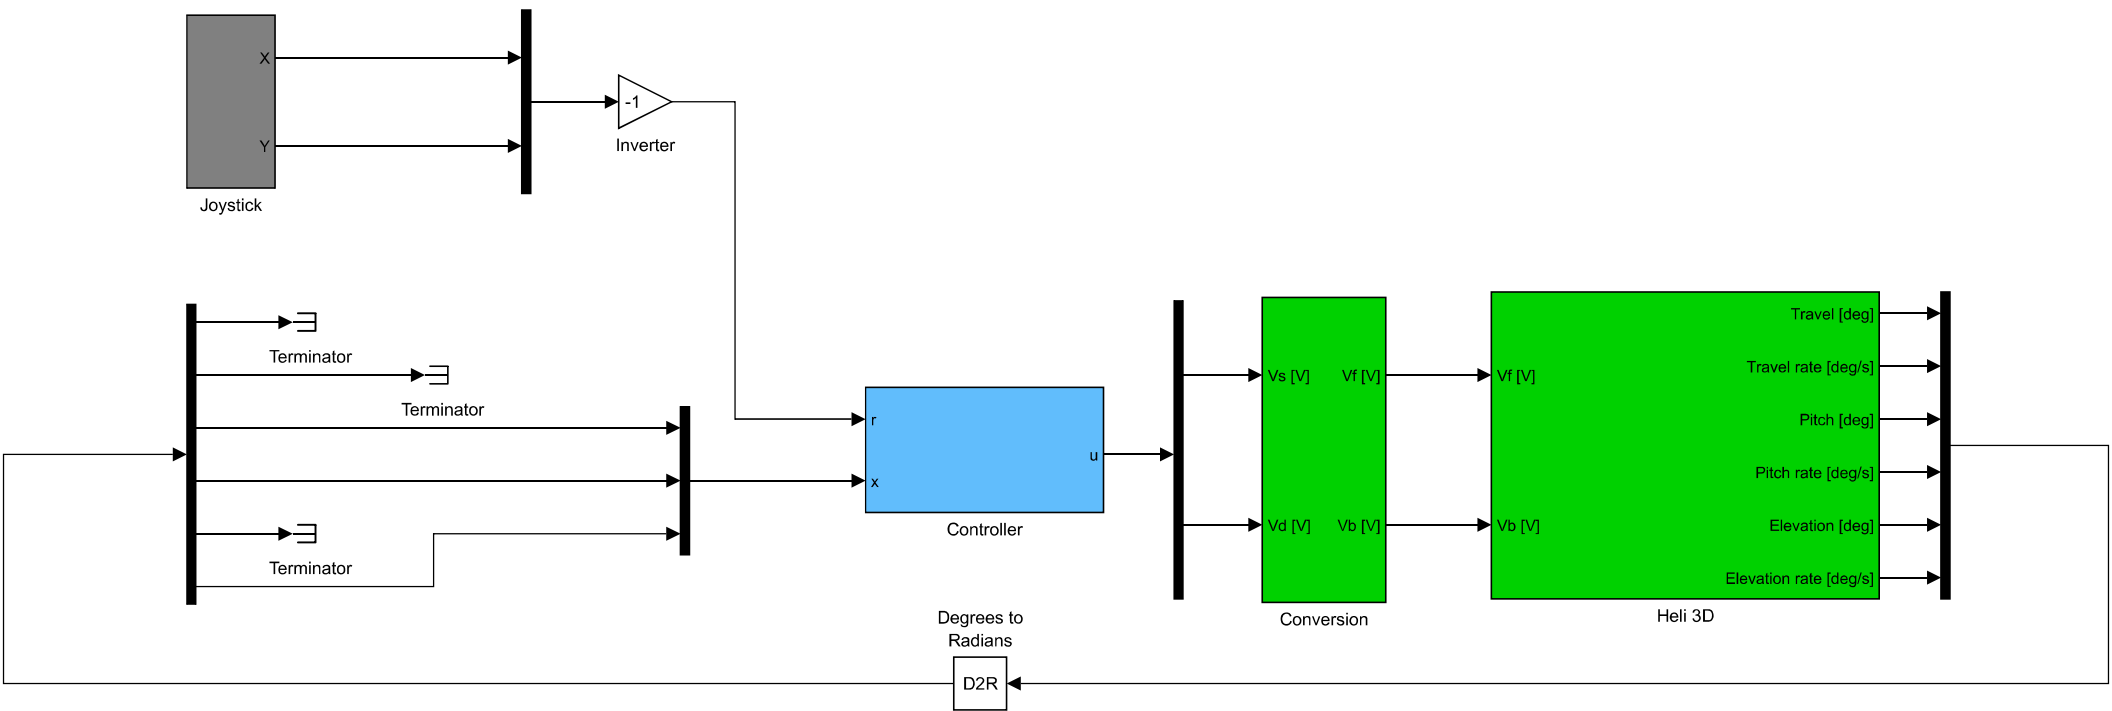 X
Y
Joystick
-1
Inverter
Terminator
Terminator
Terminator
r
x
u
Controller
Vs [V]
Vd [V]
Vf [V]
Vb [V]
Conversion
Vf [V]
Vb [V]
Travel [deg]
Travel rate [deg/s]
Pitch [deg]
Pitch rate [deg/s]
Elevation [deg]
Elevation rate [deg/s]
Heli 3D
Degrees to
Radians
D2R